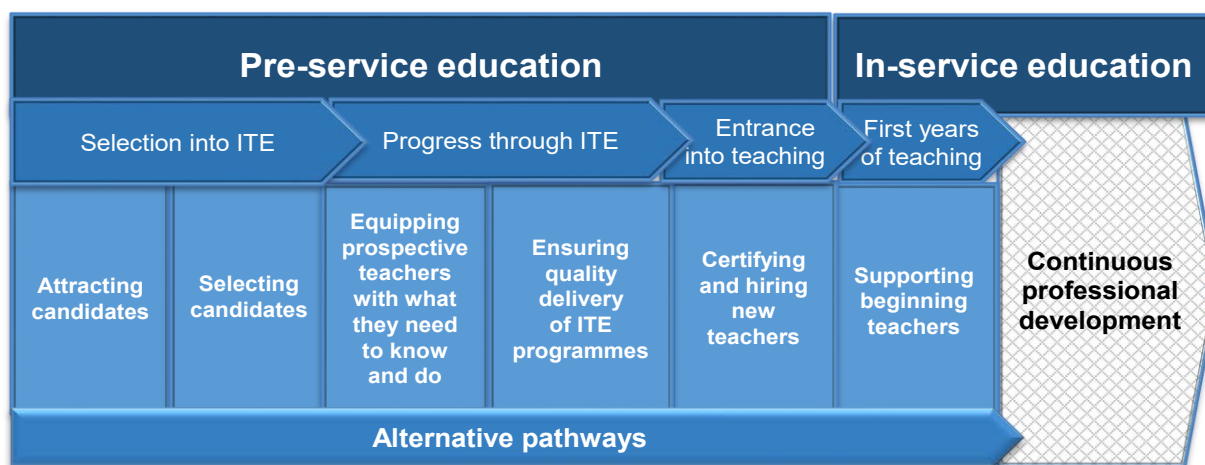 Pre-service education
In-service education
Selection into ITE
Progress through ITE
Entrance
into teaching
First years
of teaching
Attracting
candidates
Selecting
candidates
Equipping
prospective
teachers
with what
they need
to know
and do
Ensuring
quality
delivery
of ITE
programmes
Certifying
and hiring
new
teachers
Supporting
beginning
teachers
Continuous
professional
development
Alternative pathways